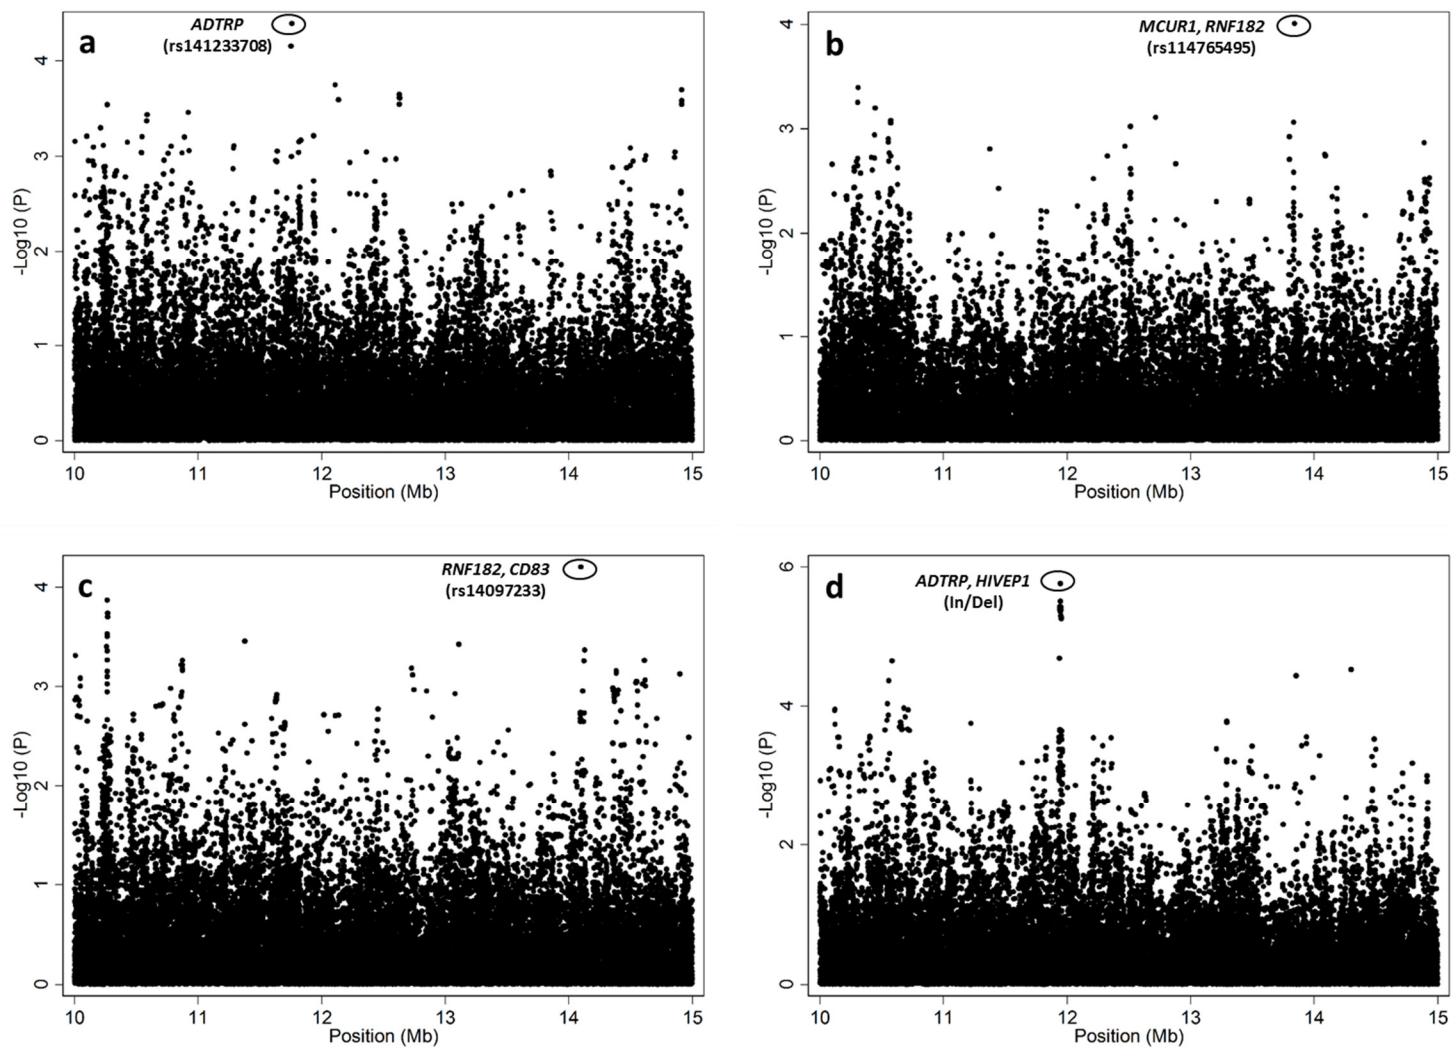 a
ADTRP
(rs141233708)
4
3
2
1
0
-Log10 (P)
10 11 12 13 14 15
Position (Mb)
b
MCUR1, RNF182
(rs114765495)
4
3
2
1
0
-Log10 (P)
10 11 12 13 14 15
Position (Mb)
c
RNF182, CD83
(rs14097233)
4
3
2
1
0
-Log10 (P)
10 11 12 13 14 15
Position (Mb)
d
ADTRP, HIVEP1
(In/Del)
6
4
2
0
-Log10 (P)
10 11 12 13 14 15
Position (Mb)